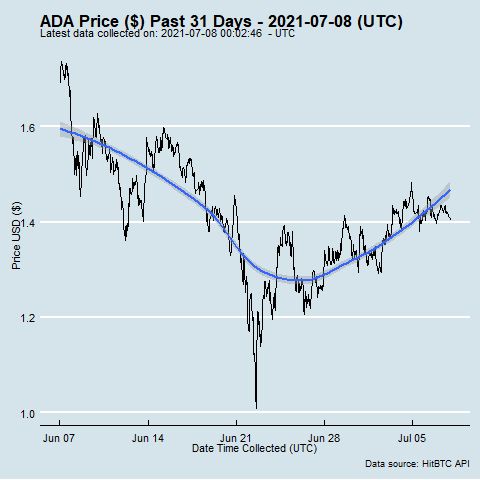 ADA Price ($) Past 31 Days - 2021-07-08 (UTC)
Latest data collected on: 2021-07-08 00:02:46  - UTC
1.6
1.4
1.2
1.0
Price USD ($)
Jun 07 Jun 14 Jun 21 Jun 28 Jul 05
Date Time Collected (UTC)
Data source: HitBTC API